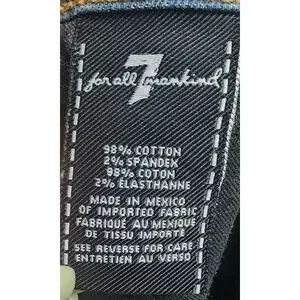 7
for all mankind
98% COTTON
2% SPANDEX
98% COTON
2% ÉLASTHANNE
MADE IN MEXICO
OF IMPORTED FABRIC
FABRIQUÉ AU MEXIQUE
DE TISSU IMPORTÉ
SEE REVERSE FOR CARE
ENTRETIEN AU VERSO